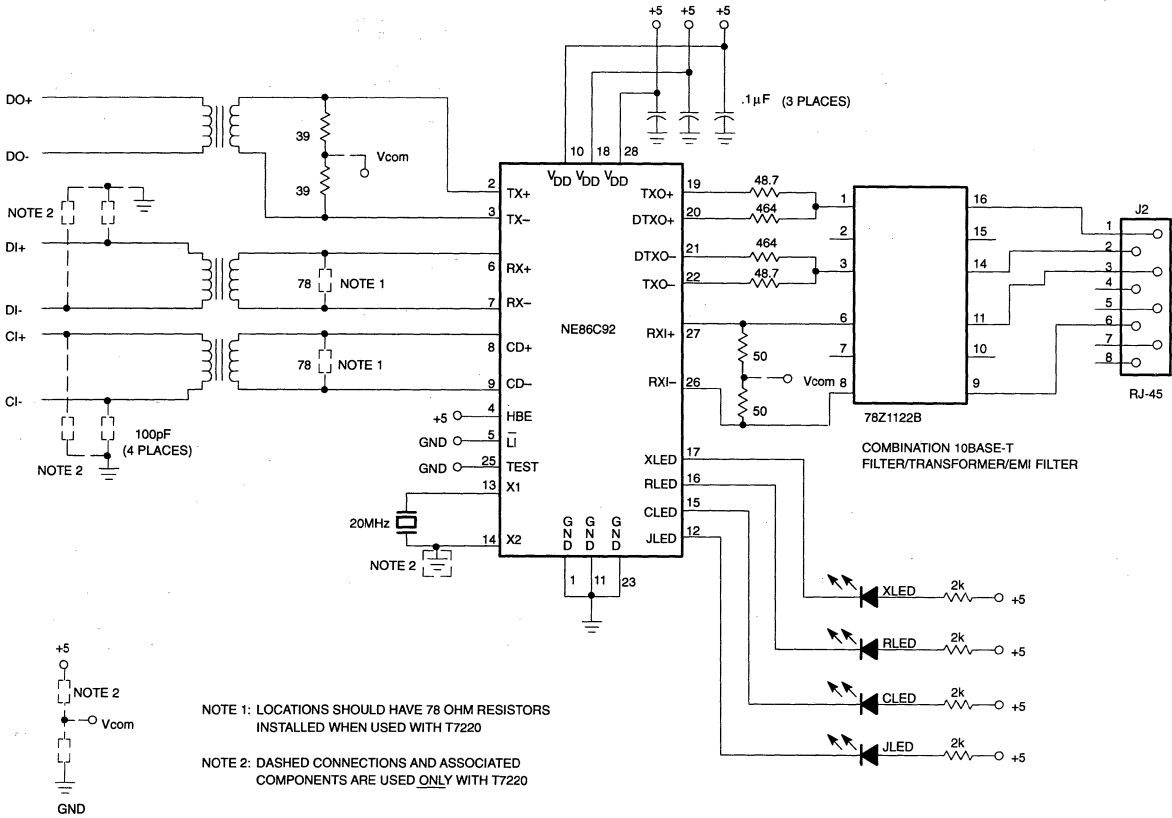 +5 +5 +5
.1µF (3 PLACES)
DO+
DO-
39
39
Vcom
NOTE 2
DI+
DI-
CI+
CI-
78 NOTE 1
78 NOTE 1
100pF
(4 PLACES)
NOTE 2
10 18 28
VDD VDD VDD
2 TX+
3 TX–
6 RX+
7 RX–
8 CD+
9 CD–
+5 4 HBE
GND 5 LI
GND 25 TEST
13 X1
20MHz
14 X2
NOTE 2
NE86C92
TXO+ 19
DTXO+ 20
DTXO– 21
TXO– 22
RXI+ 27
RXI– 26
XLED 17
RLED 16
CLED 15
JLED 12
GND GND GND
1 11 23
48.7
464
464
48.7
50
50
Vcom
1
2
3
6
7
8
16
15
14
11
10
9
78Z1122B
COMBINATION 10BASE-T
FILTER/TRANSFORMER/EMI FILTER
J2
1
2
3
4
5
6
7
8
RJ-45
XLED 2k +5
RLED 2k +5
CLED 2k +5
JLED 2k +5
+5
NOTE 2
Vcom
GND
NOTE 1: LOCATIONS SHOULD HAVE 78 OHM RESISTORS
INSTALLED WHEN USED WITH T7220
NOTE 2: DASHED CONNECTIONS AND ASSOCIATED
COMPONENTS ARE USED ONLY WITH T7220